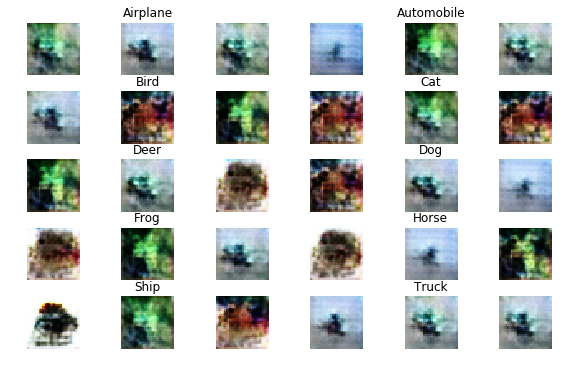 Airplane
Automobile
Bird
Cat
Deer
Dog
Frog
Horse
Ship
Truck